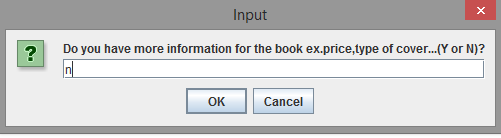 Input
Do you have more information for the book ex.price,type of cover...(Y or N)?
n
OK Cancel